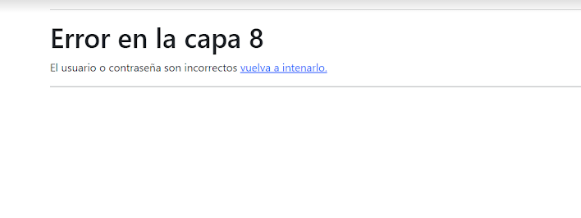 Error en la capa 8
El usuario o contraseña son incorrectos vuelva a intenarlo.